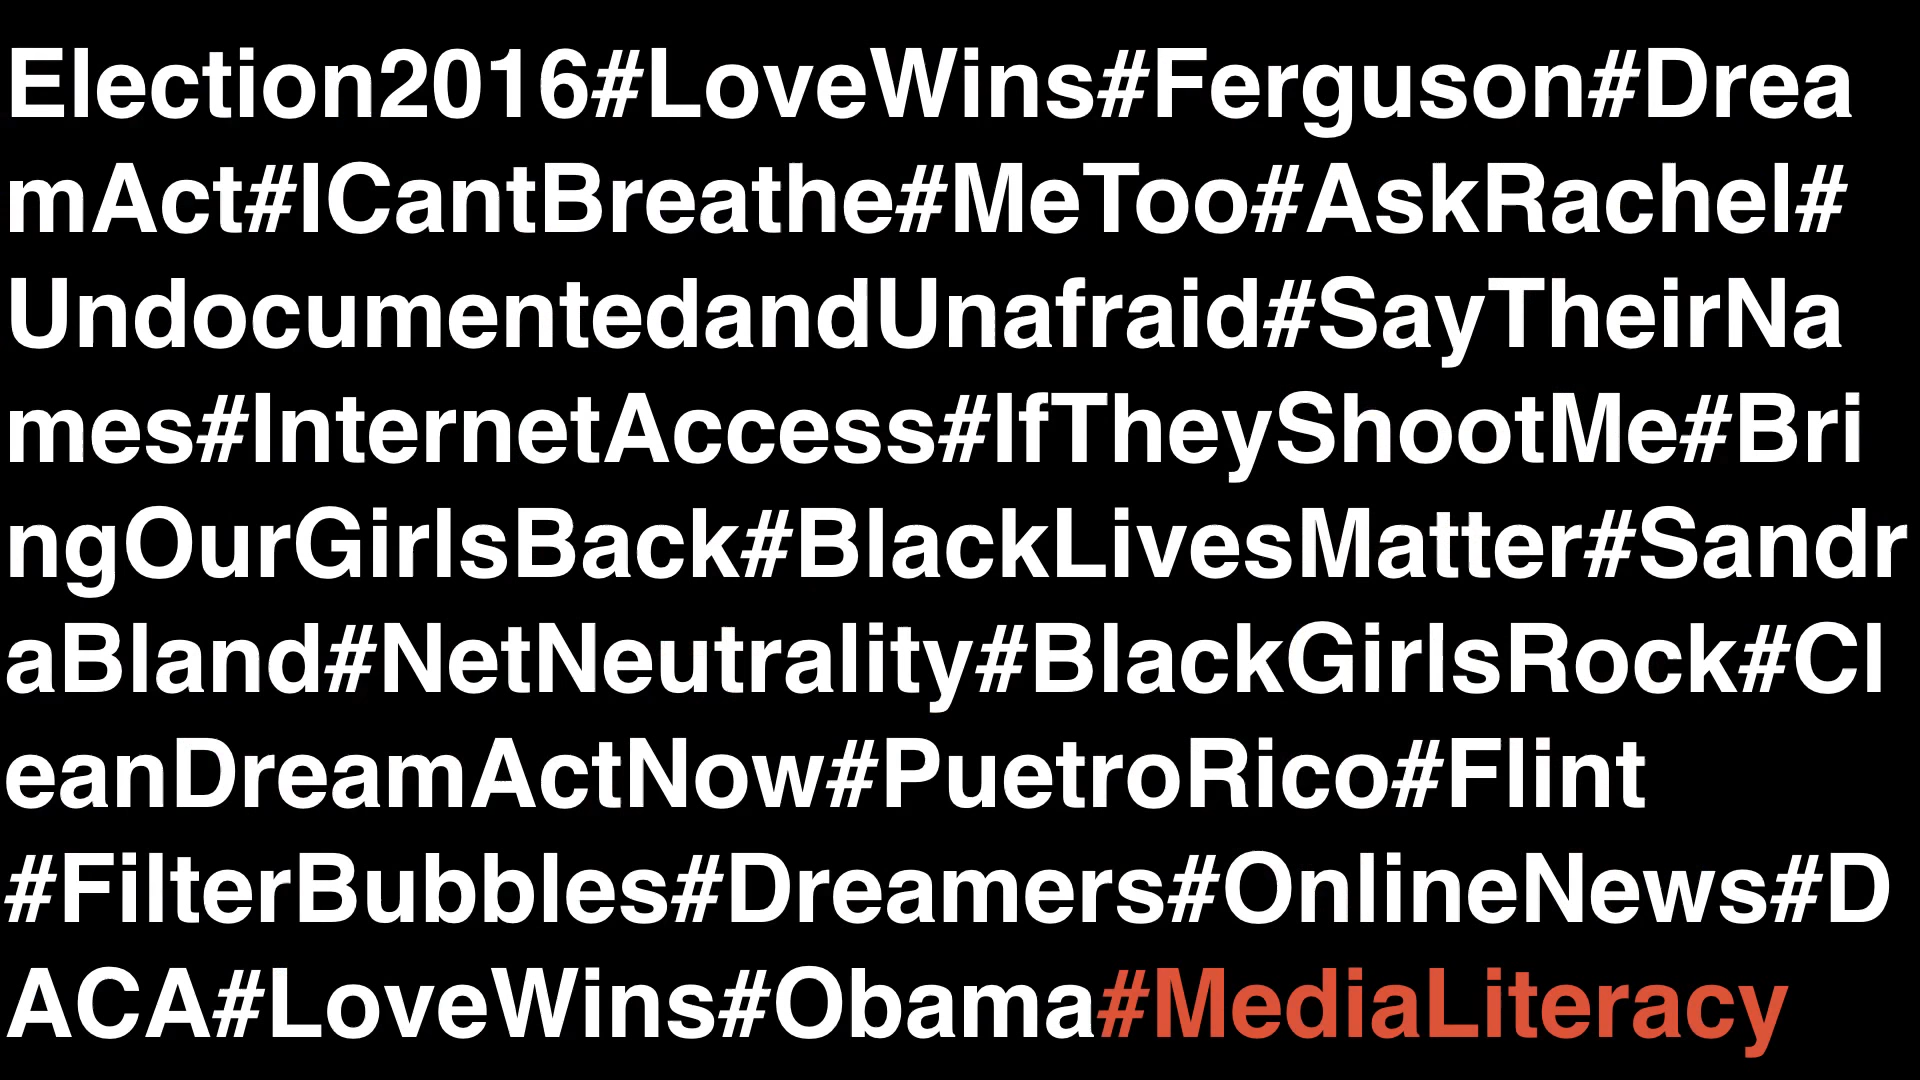 Election2016#LoveWins#Ferguson#Drea
mAct#ICantBreathe#MeToo#AskRachel#
UndocumentedandUnafraid#SayTheirNa
mes#InternetAccess#IfTheyShootMe#Bri
ngOurGirlsBack#BlackLivesMatter#Sandr
aBland#NetNeutrality#BlackGirlsRock#Cl
eanDreamActNow#PuetroRico#Flint
#FilterBubbles#Dreamers#OnlineNews#D
ACA#LoveWins#Obama#MediaLiteracy